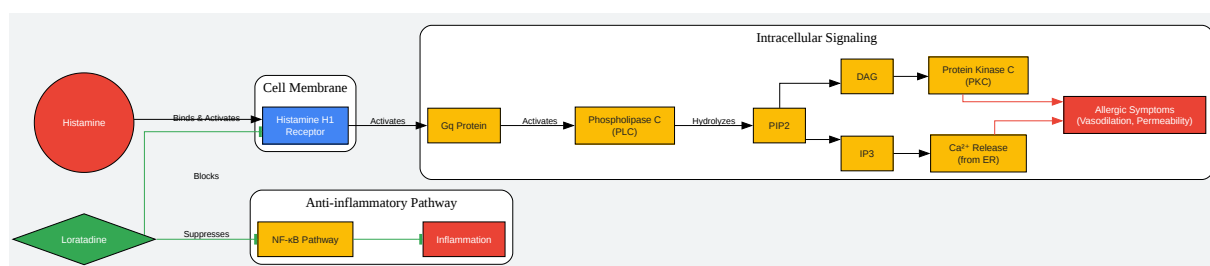 Intracellular Signaling
Cell Membrane
Histamine
Binds & Activates
Histamine H1
Receptor
Activates
Gq Protein
Activates
Phospholipase C
(PLC)
Hydrolyzes
PIP2
DAG
Protein Kinase C
(PKC)
IP3
Ca²⁺ Release
(from ER)
Allergic Symptoms
(Vasodilation, Permeability)
Blocks
Anti-inflammatory Pathway
Loratadine
Suppresses
NF-κB Pathway
Inflammation